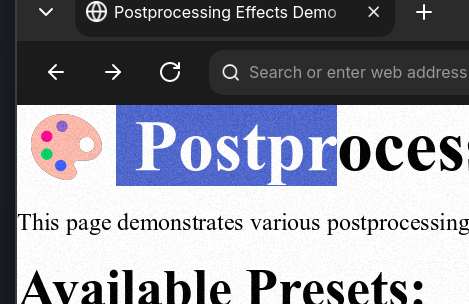 Postprocessing Effects Demo
Search or enter web address
🎨 Postprocess
This page demonstrates various postprocessing
Available Presets: